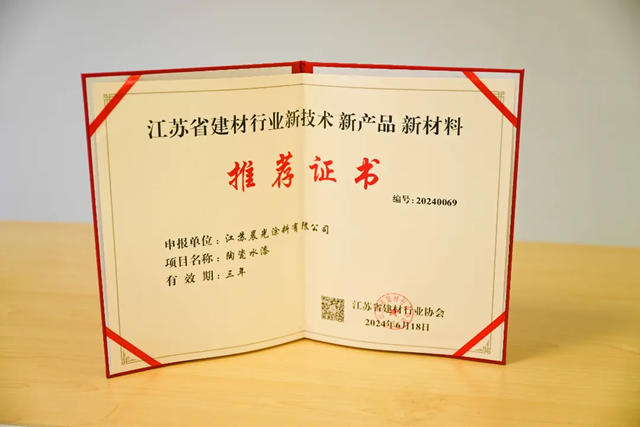 江苏省建材行业新技术 新产品 新材料
推荐证书
编号:20240069
申报单位:江苏晨光涂料有限公司
项目名称:陶瓷水漆
有效期:三年
江苏省建材行业协会
2024年6月18日